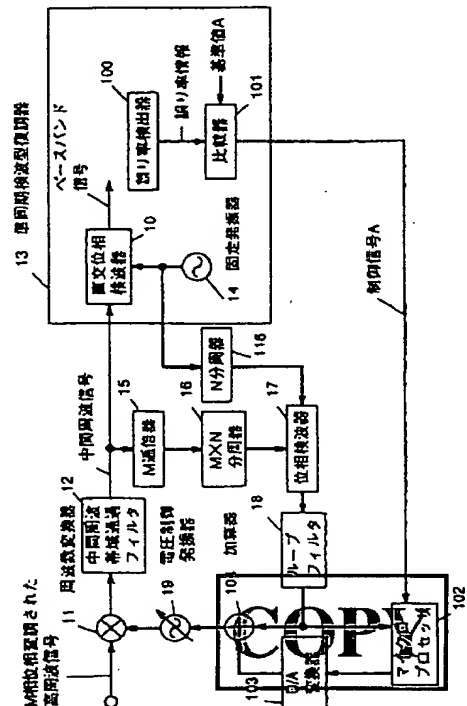 13 準同期検波型復調器
ベースバンド
信号
100
誤り率検出器
誤り率情報
基準値A
比較器
101
10
直交位相
検波器
固定発振器
14
中間周波信号
制御信号A
N分周器
116
15
M逓倍器
16
M×N
分周器
17
位相検波器
12
周波数変換器
中間周波
帯域通過
フィルタ
18
ループ
フィルタ
電圧制御
発振器
19
加算器
104
11
M相位相変調された
高周波信号
COPY
103
D/A
変換器
マイクロ
プロセッサ
102